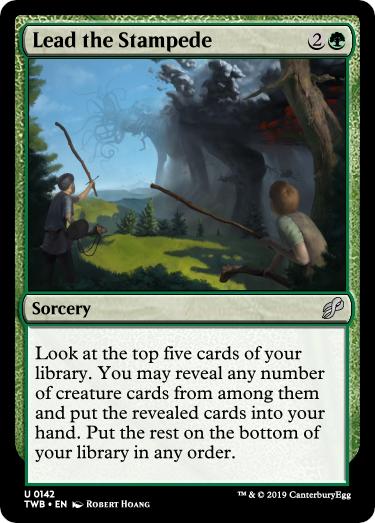 Lead the Stampede 2
Sorcery
Look at the top five cards of your
library. You may reveal any number
of creature cards from among them
and put the revealed cards into your
hand. Put the rest on the bottom of
your library in any order.
U 0142
TWB • EN Robert Hoang
™ & © 2019 CanterburyEgg